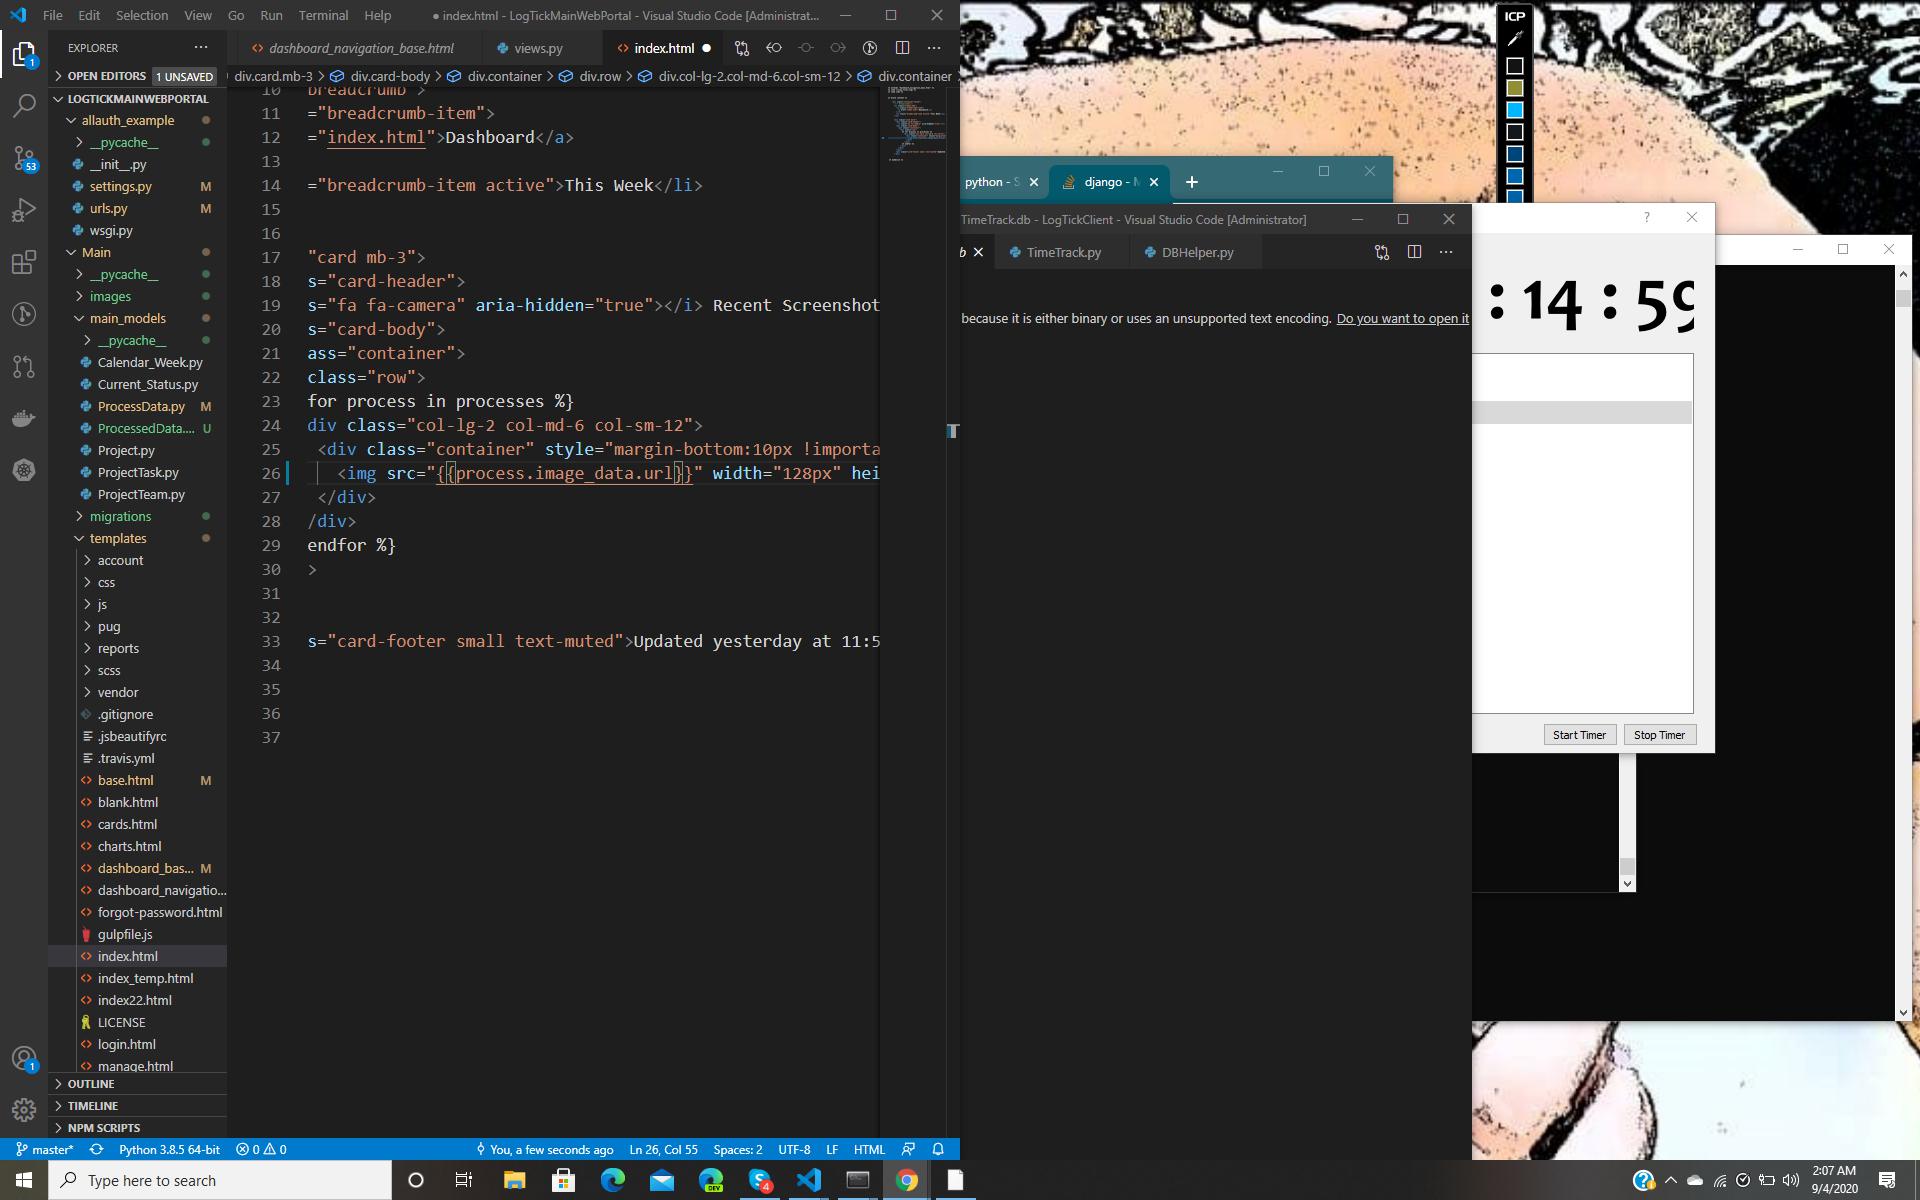 File Edit Selection View Go Run Terminal Help
● index.html - LogTickMainWebPortal - Visual Studio Code [Administrat...
EXPLORER
dashboard_navigation_base.html
views.py
index.html
OPEN EDITORS 1 UNSAVED
div.card.mb-3 > div.card-body > div.container > div.row > div.col-lg-2.col-md-6.col-sm-12 > div.container
LOGTICKMAINWEBPORTAL
allauth_example
__pycache__
__init__.py
settings.py M
urls.py M
wsgi.py
Main
__pycache__
images
main_models
__pycache__
Calendar_Week.py
Current_Status.py
ProcessData.py M
ProcessedData.... U
Project.py
ProjectTask.py
ProjectTeam.py
migrations
templates
account
css
js
pug
reports
scss
vendor
.gitignore
.jsbeautifyrc
.travis.yml
base.html M
blank.html
cards.html
charts.html
dashboard_bas... M
dashboard_navigatio...
forgot-password.html
gulpfile.js
index.html
index_temp.html
index22.html
LICENSE
login.html
manage.html
OUTLINE
TIMELINE
NPM SCRIPTS
10 breadcrumb">
11 ="breadcrumb-item">
12 ="index.html">Dashboard</a>
13
14 ="breadcrumb-item active">This Week</li>
15
16
17 "card mb-3">
18 s="card-header">
19 s="fa fa-camera" aria-hidden="true"></i> Recent Screenshot
20 s="card-body">
21 ass="container">
22 class="row">
23 for process in processes %}
24 div class="col-lg-2 col-md-6 col-sm-12">
25 <div class="container" style="margin-bottom:10px !importa
26 <img src="{{process.image_data.url}}" width="128px" hei
27 </div>
28 /div>
29 endfor %}
30 >
31
32
33 s="card-footer small text-muted">Updated yesterday at 11:5
34
35
36
37
1
53
1
master* Python 3.8.5 64-bit 0 0 You, a few seconds ago Ln 26, Col 55 Spaces: 2 UTF-8 LF HTML
python - S
django - M
TimeTrack.db - LogTickClient - Visual Studio Code [Administrator]
b
TimeTrack.py
DBHelper.py
because it is either binary or uses an unsupported text encoding. Do you want to open it
ICP
?
:14:59
Start Timer Stop Timer
Type here to search
DEV
4
2:07 AM
9/4/2020